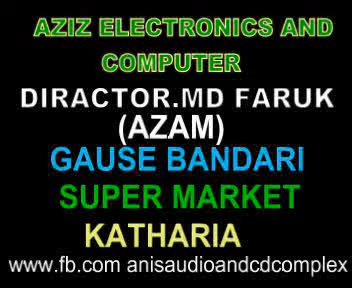 AZIZ ELECTRONICS AND
COMPUTER
DIRACTOR.MD FARUK
(AZAM)
GAUSE BANDARI
SUPER MARKET
KATHARIA
www.fb.com anisaudioandcdcomplex